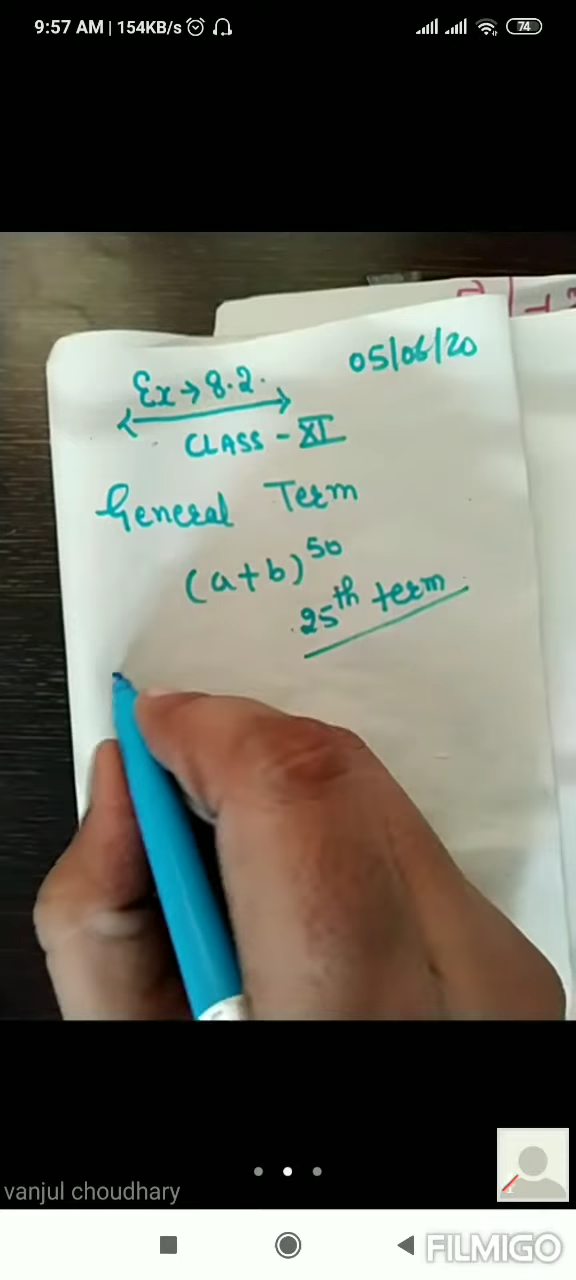 9:57 AM | 154KB/s
74
Ex → 8.2.
05/06/20
CLASS - XI
General Term
(a+b)^50
25th term
vanjul choudhary
FILMIGO